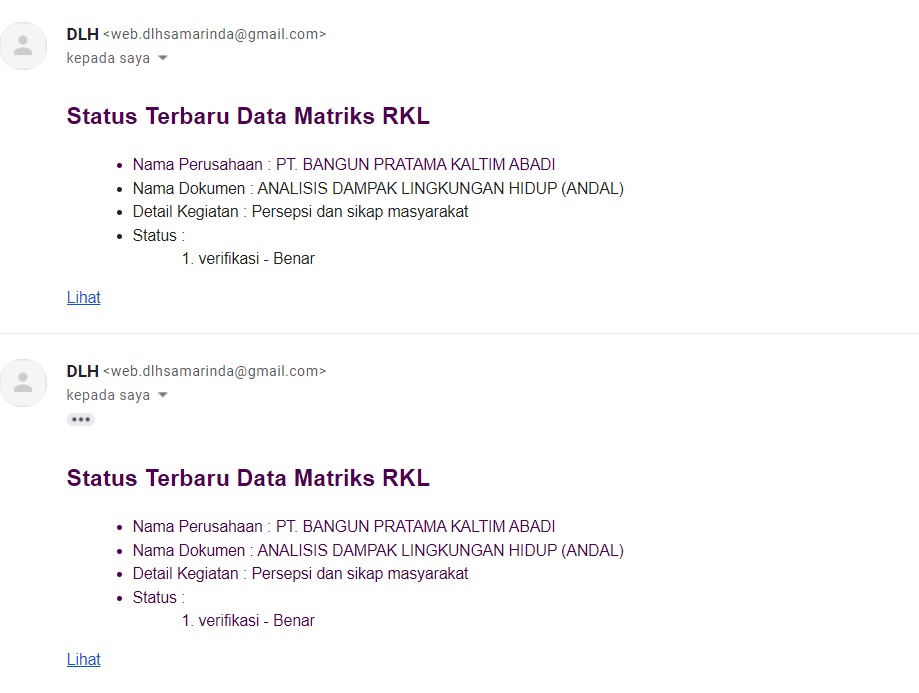 DLH <web.dlhsamarinda@gmail.com>
kepada saya
Status Terbaru Data Matriks RKL
• Nama Perusahaan : PT. BANGUN PRATAMA KALTIM ABADI
• Nama Dokumen : ANALISIS DAMPAK LINGKUNGAN HIDUP (ANDAL)
• Detail Kegiatan : Persepsi dan sikap masyarakat
• Status :
1. verifikasi - Benar
Lihat
DLH <web.dlhsamarinda@gmail.com>
kepada saya
Status Terbaru Data Matriks RKL
• Nama Perusahaan : PT. BANGUN PRATAMA KALTIM ABADI
• Nama Dokumen : ANALISIS DAMPAK LINGKUNGAN HIDUP (ANDAL)
• Detail Kegiatan : Persepsi dan sikap masyarakat
• Status :
1. verifikasi - Benar
Lihat